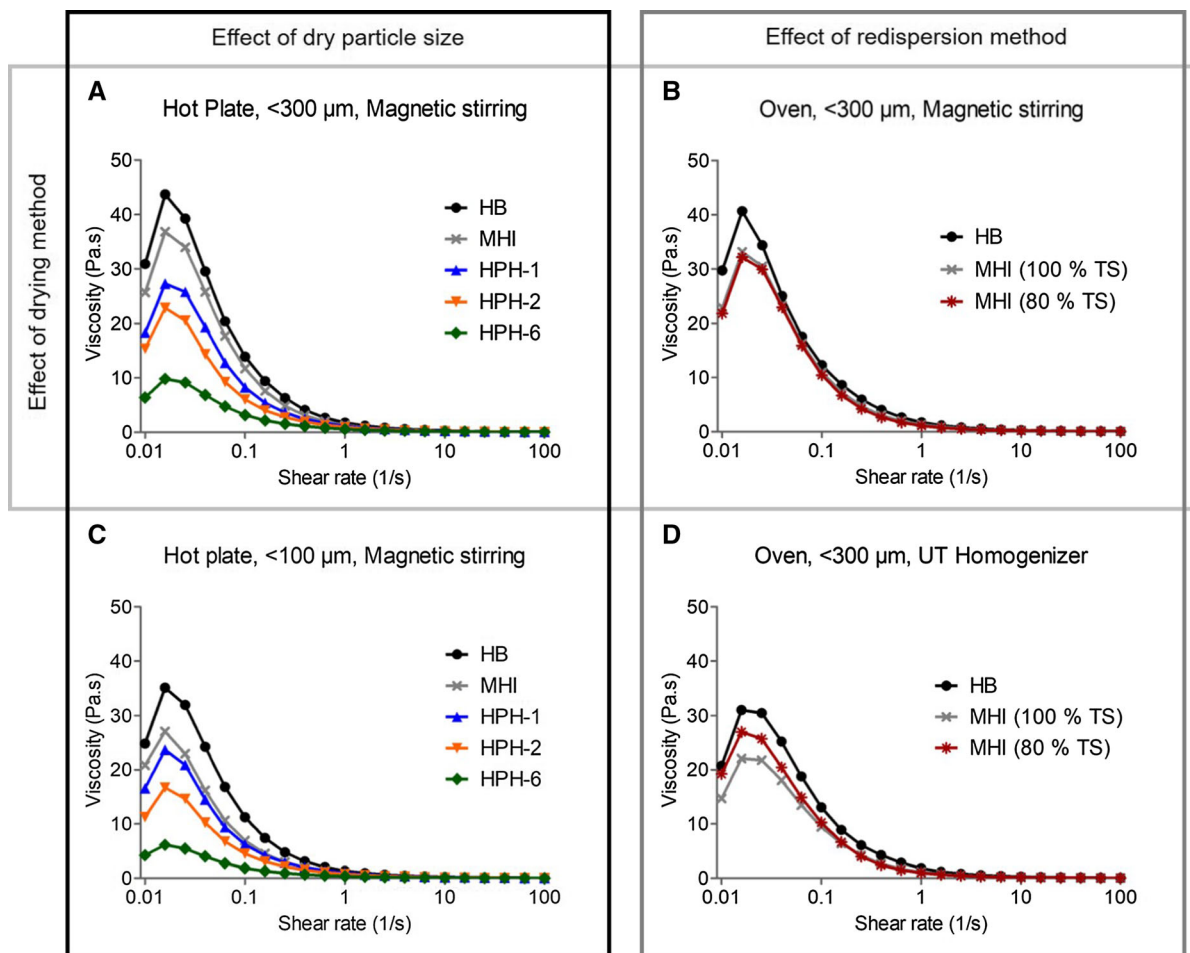 Effect of dry particle size
Effect of redispersion method
Effect of drying method
A
Hot Plate, <300 µm, Magnetic stirring
50
40
30
20
10
0
Viscosity (Pa.s)
HB
MHI
HPH-1
HPH-2
HPH-6
0.01 0.1 1 10 100
Shear rate (1/s)
B
Oven, <300 µm, Magnetic stirring
50
40
30
20
10
0
Viscosity (Pa.s)
HB
MHI (100 % TS)
MHI (80 % TS)
0.01 0.1 1 10 100
Shear rate (1/s)
C
Hot plate, <100 µm, Magnetic stirring
50
40
30
20
10
0
Viscosity (Pa.s)
HB
MHI
HPH-1
HPH-2
HPH-6
0.01 0.1 1 10 100
Shear rate (1/s)
D
Oven, <300 µm, UT Homogenizer
50
40
30
20
10
0
Viscosity (Pa.s)
HB
MHI (100 % TS)
MHI (80 % TS)
0.01 0.1 1 10 100
Shear rate (1/s)